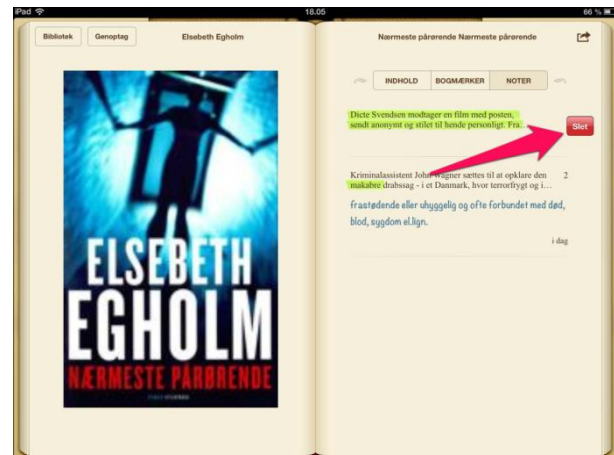 iPad
18.05
66 %
Bibliotek
Genoptag
Elsebeth Egholm
Nærmeste pårørende Nærmeste pårørende
INDHOLD
BOGMÆRKER
NOTER
Dicte Svendsen modtager en film med posten,
sendt anonymt og stilet til hende personligt. Fra…
Slet
Kriminalassistent John Wagner sættes til at opklare den 2
makabre drabssag - i et Danmark, hvor terrorfrygt og i…
frastødende eller uhyggelig og ofte forbundet med død,
blod, sygdom el.lign.
i dag
ELSEBETH
EGHOLM
NÆRMESTE PÅRØRENDE